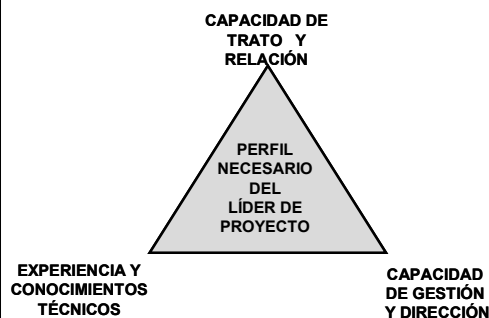 CAPACIDAD DE
TRATO Y
RELACIÓN
PERFIL
NECESARIO
DEL
LÍDER DE
PROYECTO
EXPERIENCIA Y
CONOCIMIENTOS
TÉCNICOS
CAPACIDAD
DE GESTIÓN
Y DIRECCIÓN